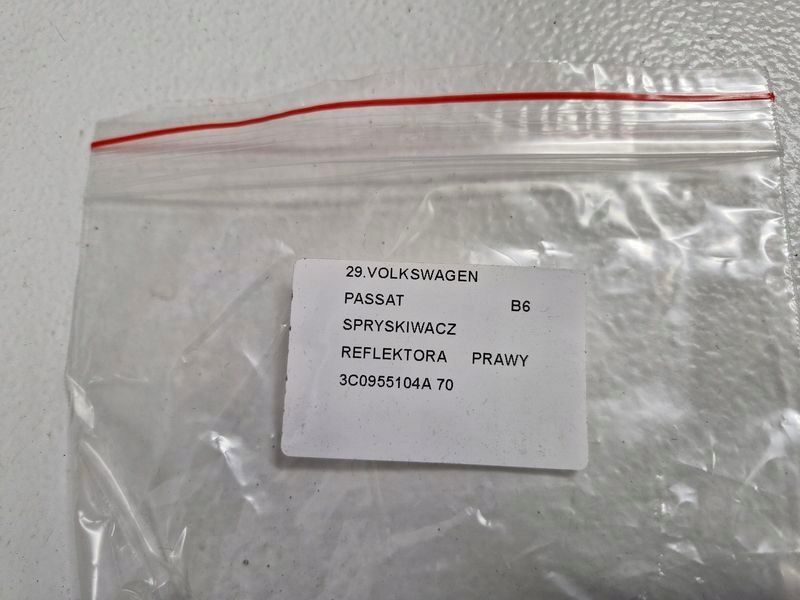 29.VOLKSWAGEN
PASSAT B6
SPRYSKIWACZ
REFLEKTORA PRAWY
3C0955104A 70